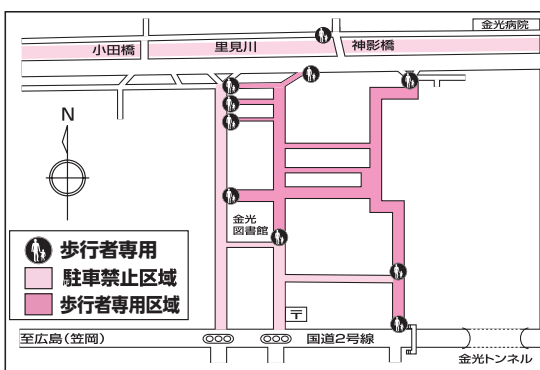 金光病院
小田橋
里見川
神影橋
N
金光
図書館
歩行者専用
駐車禁止区域
歩行者専用区域
〒
至広島(笠岡)
国道2号線
金光トンネル